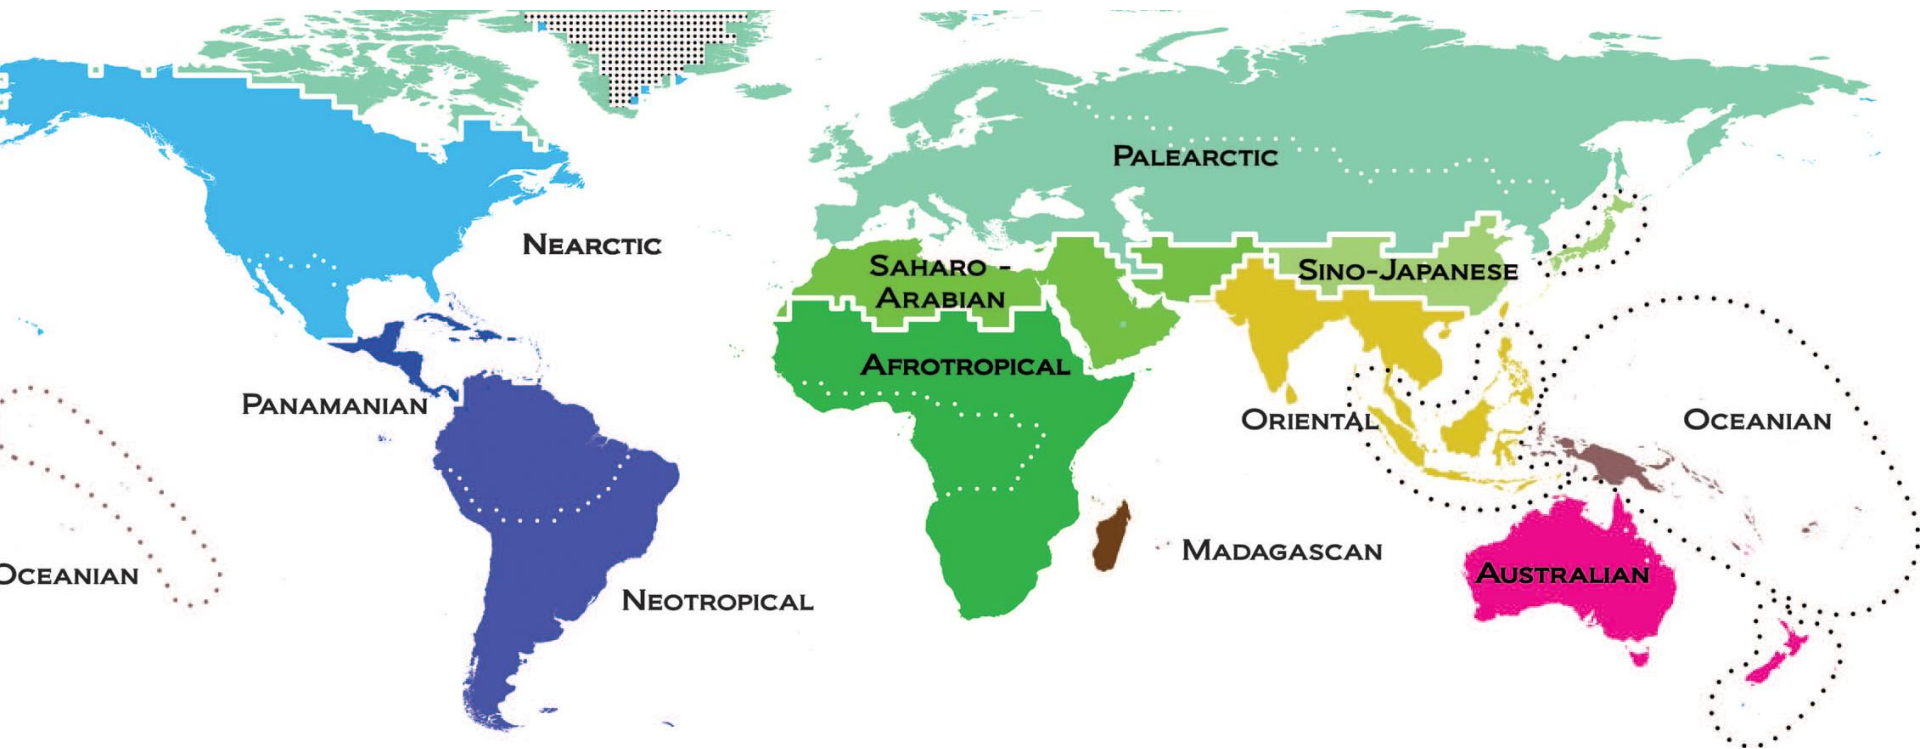 PALEARCTIC
NEARCTIC
SAHARO -
ARABIAN
SINO-JAPANESE
AFROTROPICAL
PANAMANIAN
ORIENTAL
OCEANIAN
MADAGASCAN
OCEANIAN
AUSTRALIAN
NEOTROPICAL